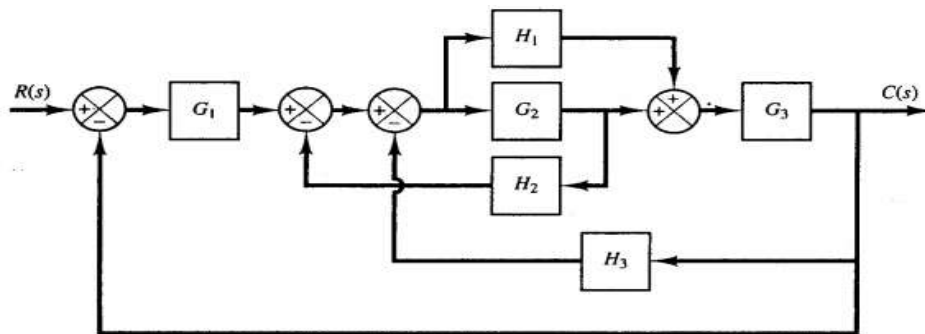 H₁
R(s)
+
−
G₁
+
−
+
−
G₂
+
+
G₃
C(s)
H₂
H₃